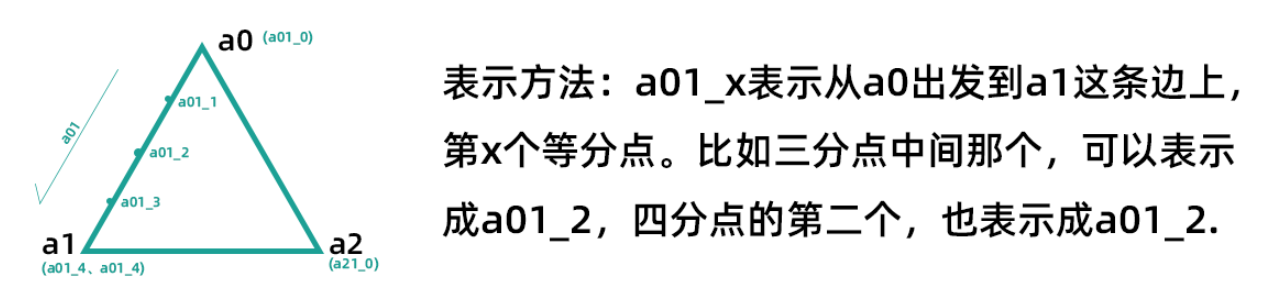 a0 (a01_0)
a01
a01_1
a01_2
a01_3
a1
(a01_4、a01_4)
a2
(a21_0)
表示方法：a01_x表示从a0出发到a1这条边上，
第x个等分点。比如三分点中间那个，可以表示
成a01_2，四分点的第二个，也表示成a01_2.